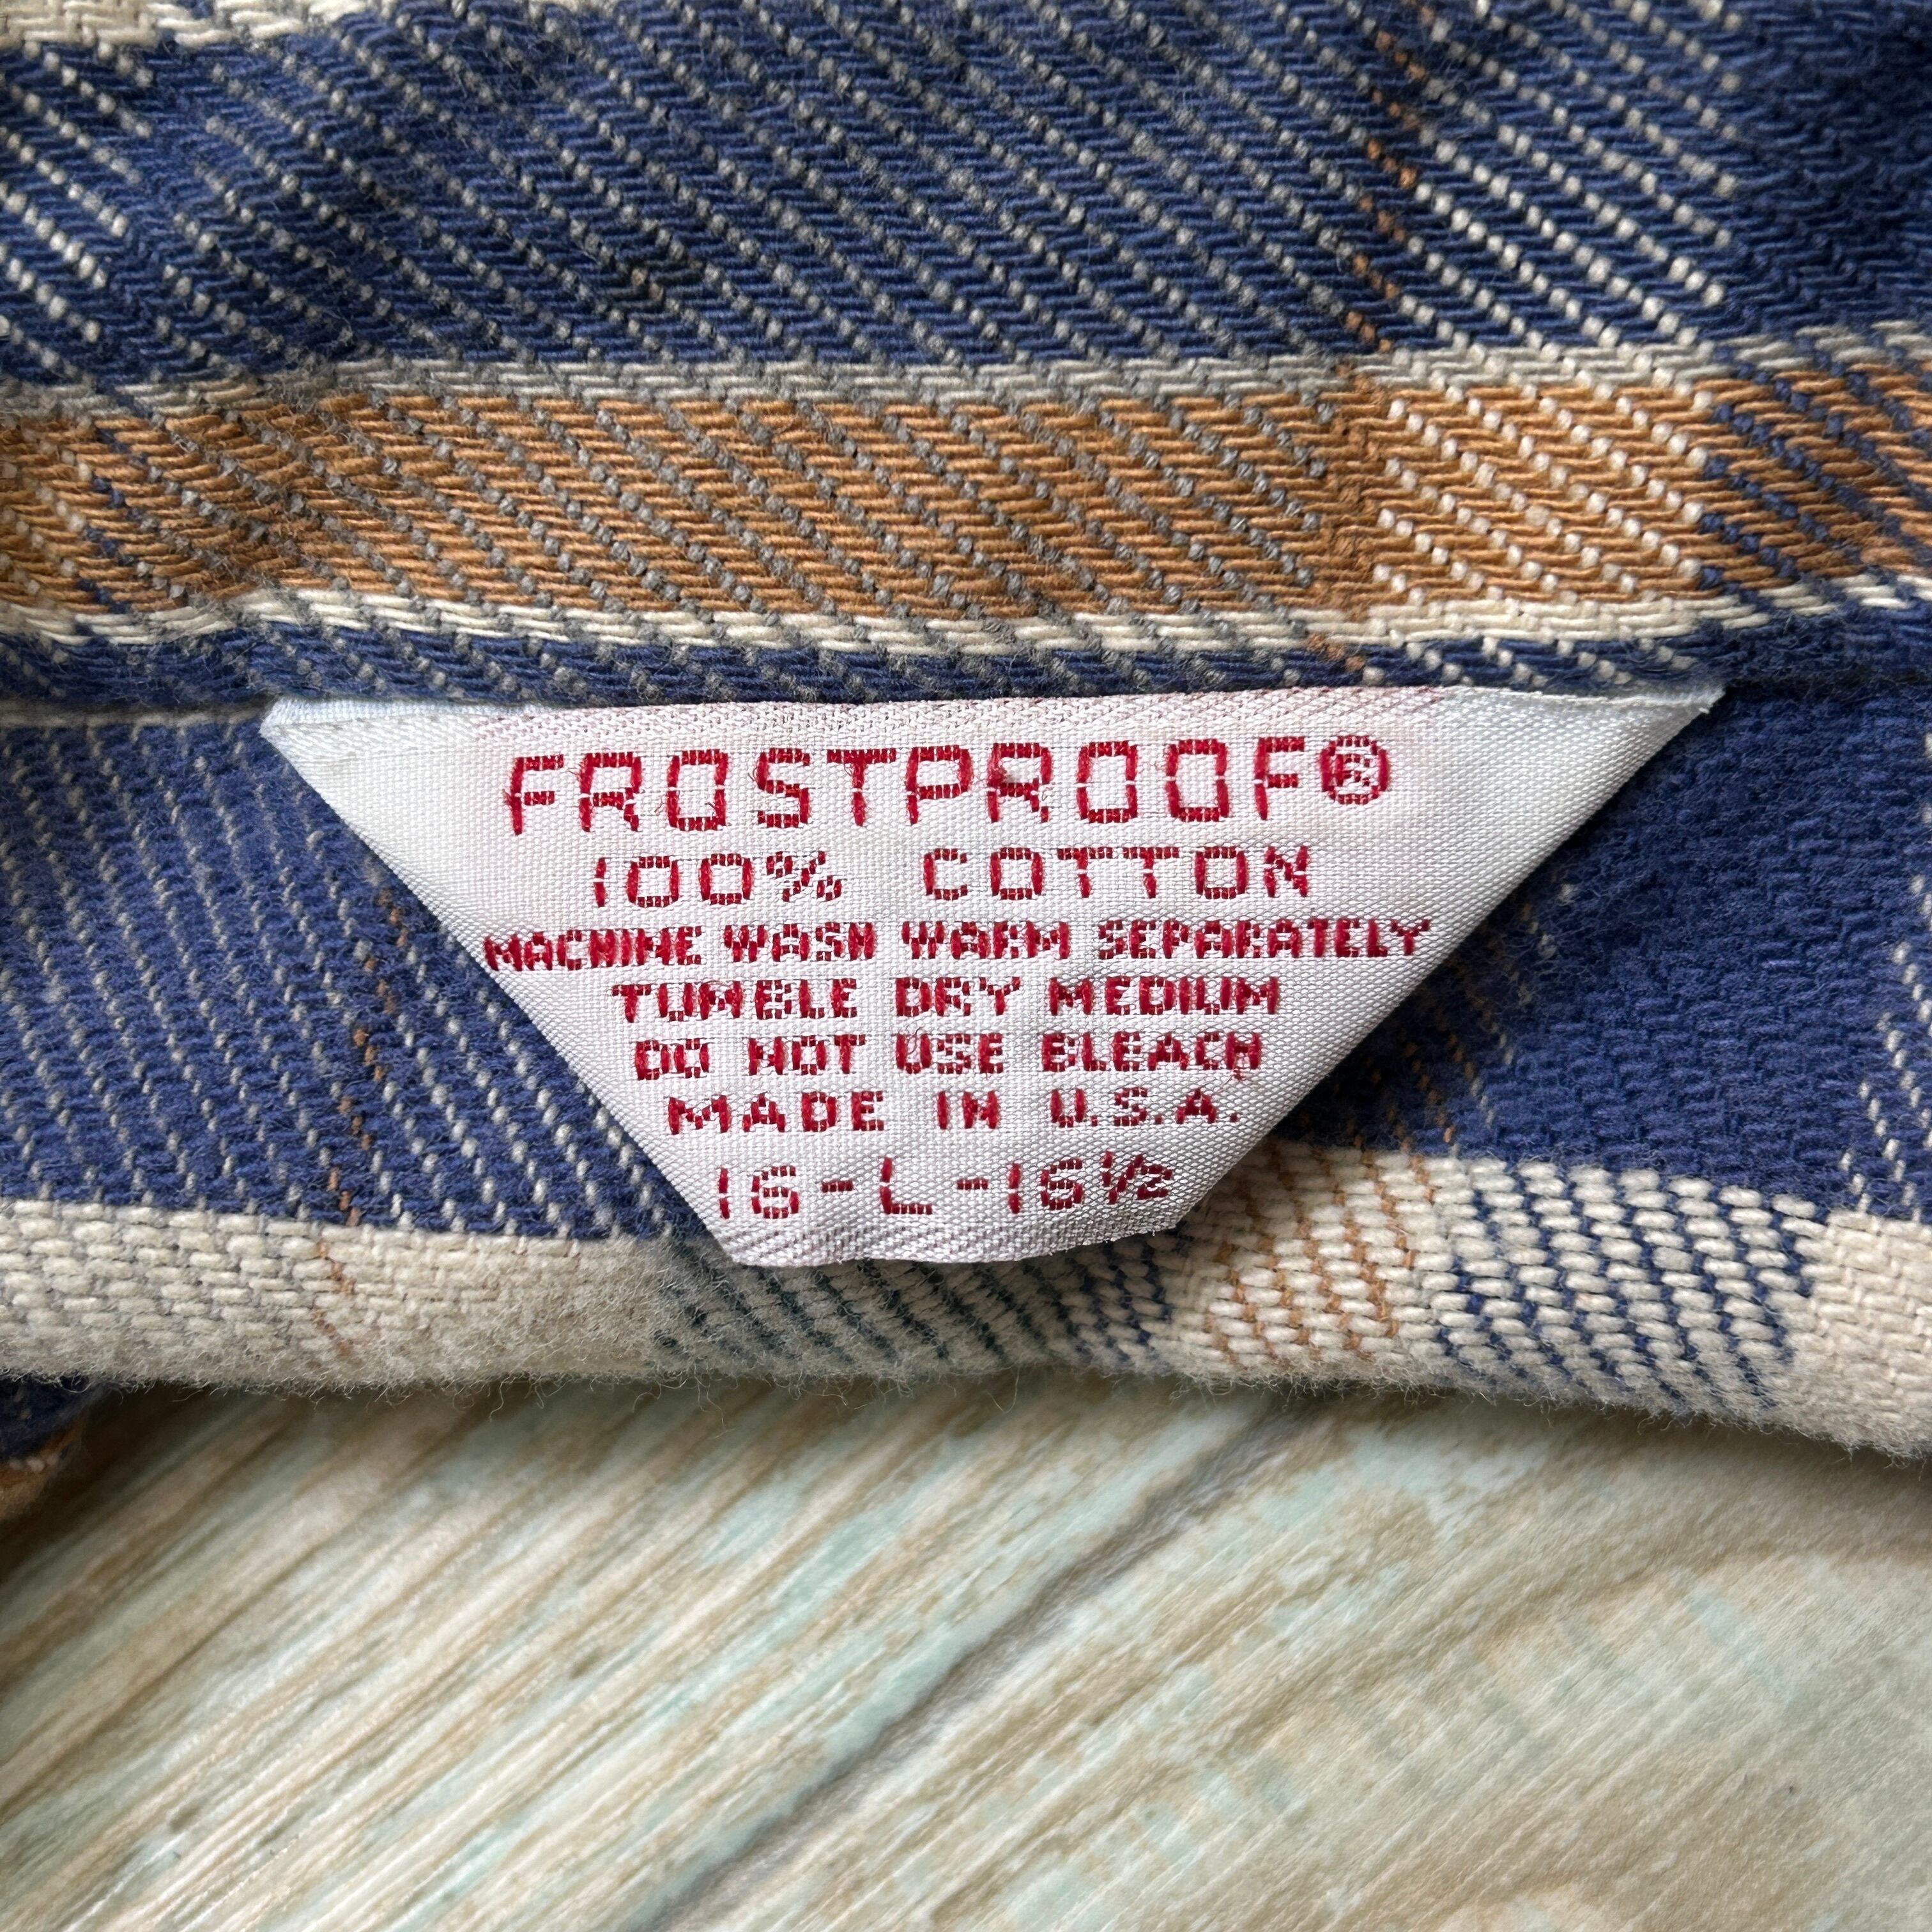 FROSTPROOF®
100% COTTON
MACHINE WASH WARM SEPARATELY
TUMBLE DRY MEDIUM
DO NOT USE BLEACH
MADE IN U.S.A.
16-L-16½